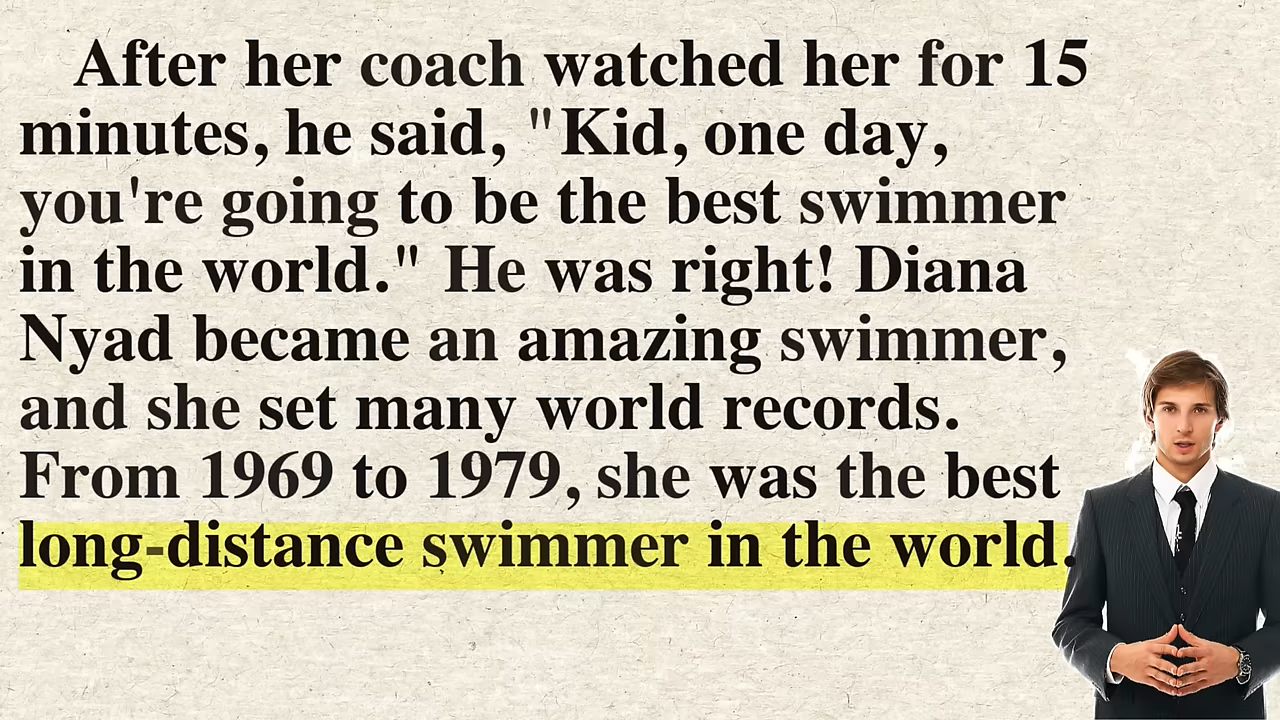 After her coach watched her for 15
minutes, he said, "Kid, one day,
you're going to be the best swimmer
in the world." He was right! Diana
Nyad became an amazing swimmer,
and she set many world records.
From 1969 to 1979, she was the best
long-distance swimmer in the world.